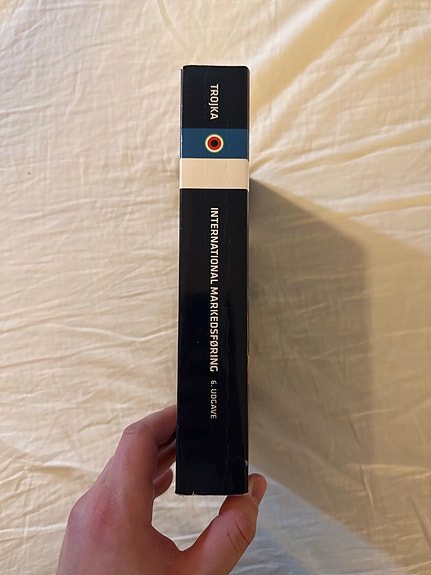 TROJKA
INTERNATIONAL MARKEDSFØRING 6. UDGAVE